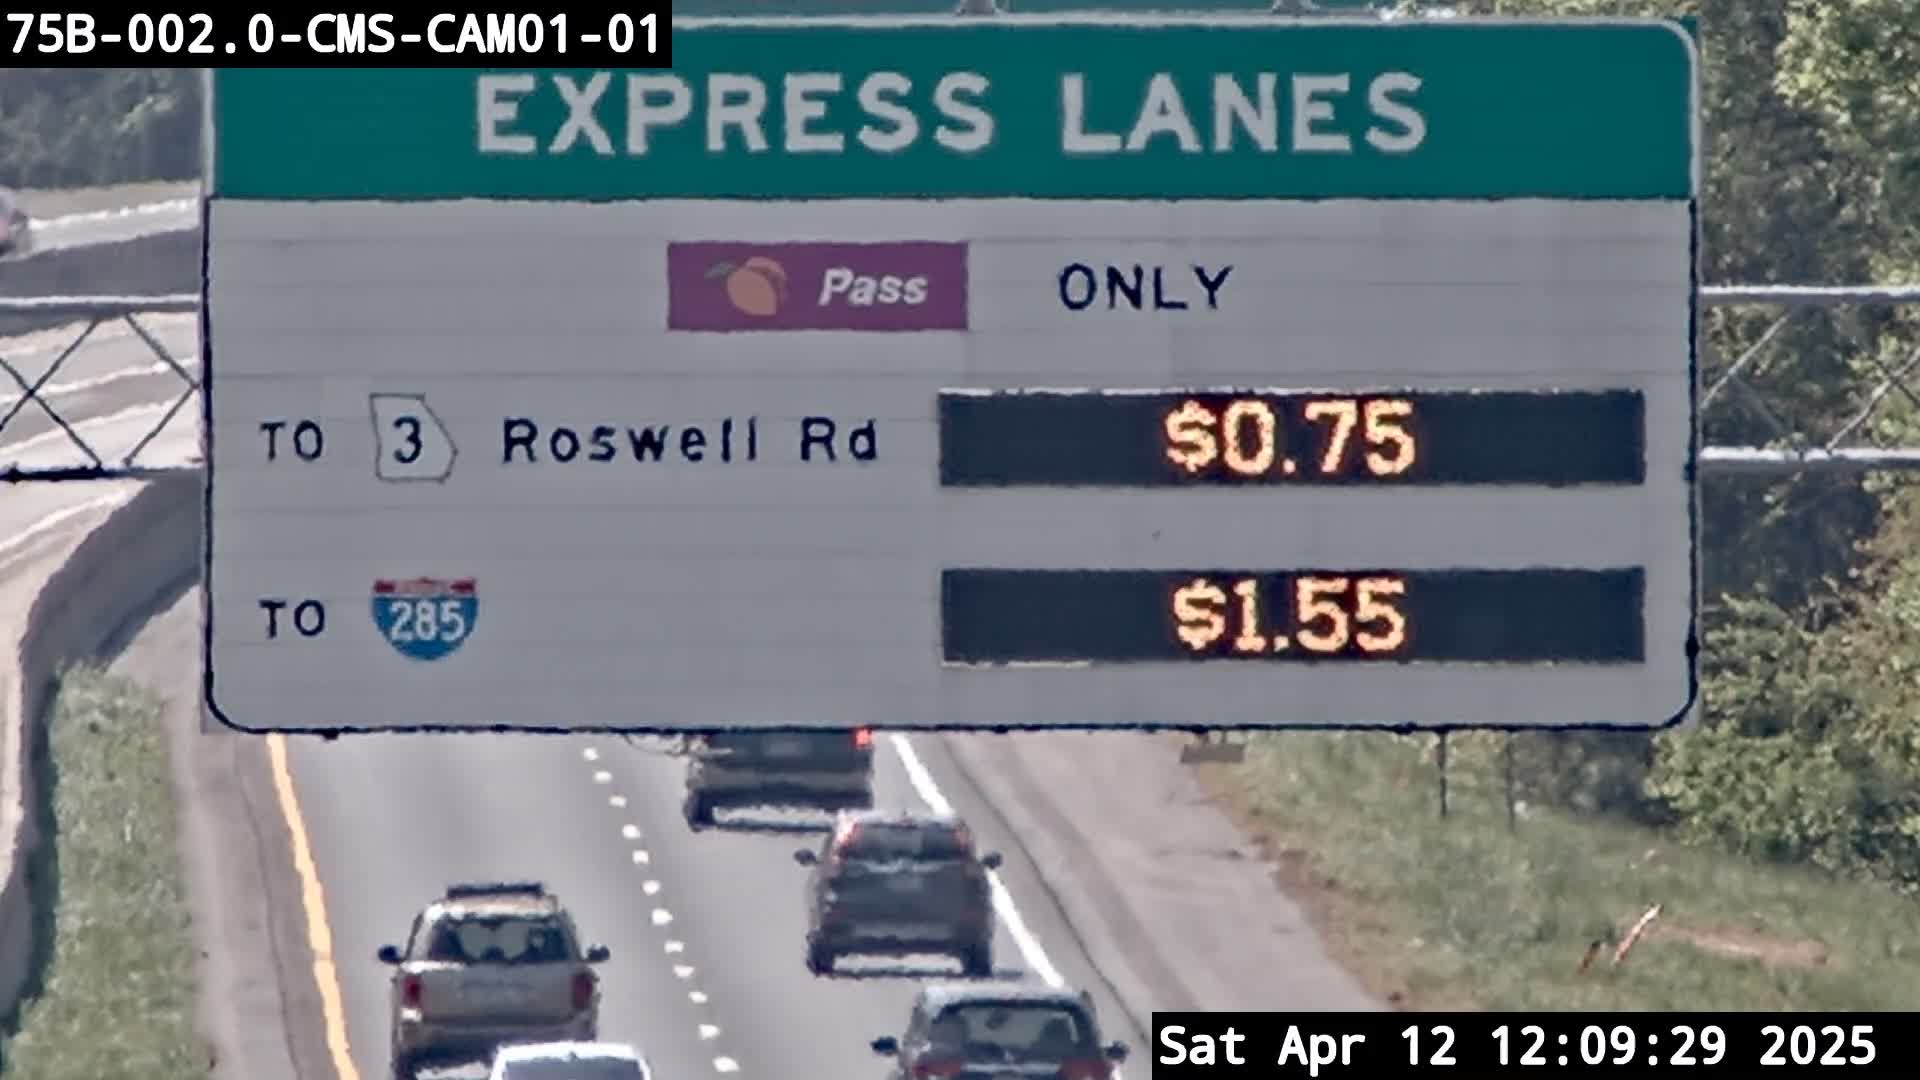 75B-002.0-CMS-CAM01-01
EXPRESS LANES
Pass ONLY
TO 3 Roswell Rd $0.75
TO 285 $1.55
Sat Apr 12 12:09:29 2025